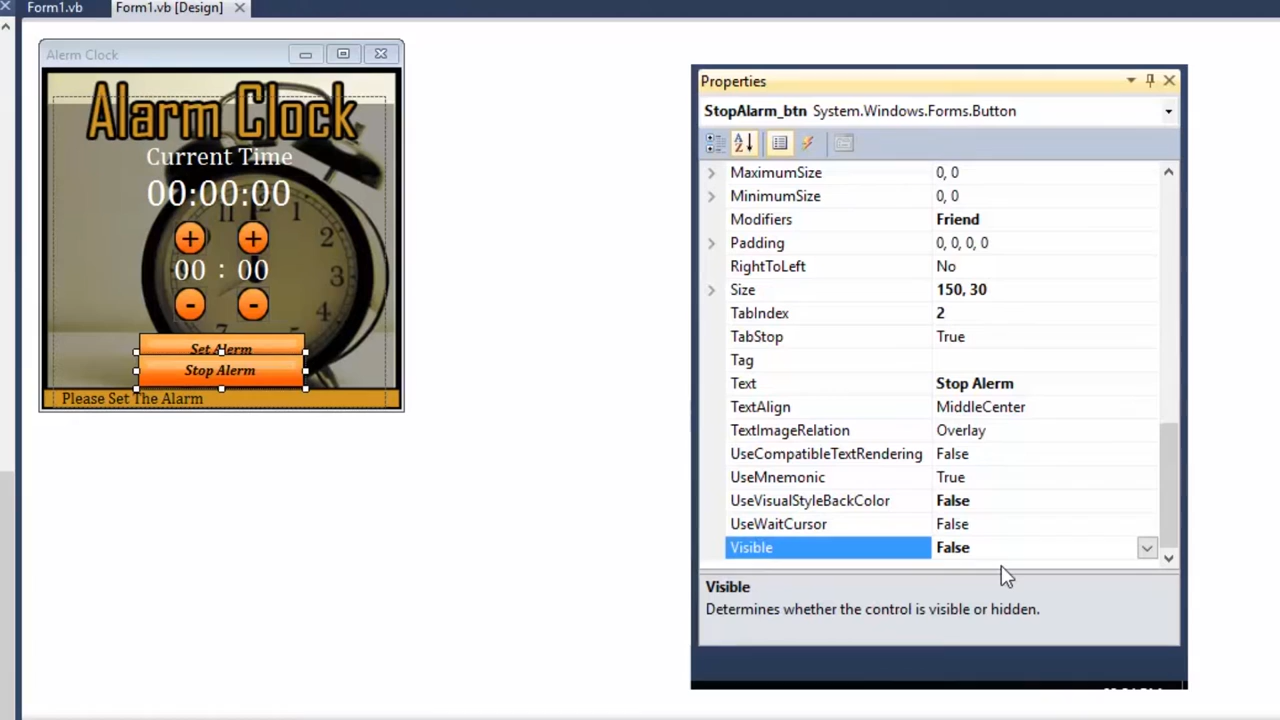 Form1.vb
Form1.vb [Design]
Alerm Clock
Alarm Clock
Current Time
00:00:00
+ +
00 : 00
- -
Set Alerm
Stop Alerm
Please Set The Alarm
Properties
StopAlarm_btn System.Windows.Forms.Button
MaximumSize 0, 0
MinimumSize 0, 0
Modifiers Friend
Padding 0, 0, 0, 0
RightToLeft No
Size 150, 30
TabIndex 2
TabStop True
Tag
Text Stop Alerm
TextAlign MiddleCenter
TextImageRelation Overlay
UseCompatibleTextRendering False
UseMnemonic True
UseVisualStyleBackColor False
UseWaitCursor False
Visible False
Visible
Determines whether the control is visible or hidden.